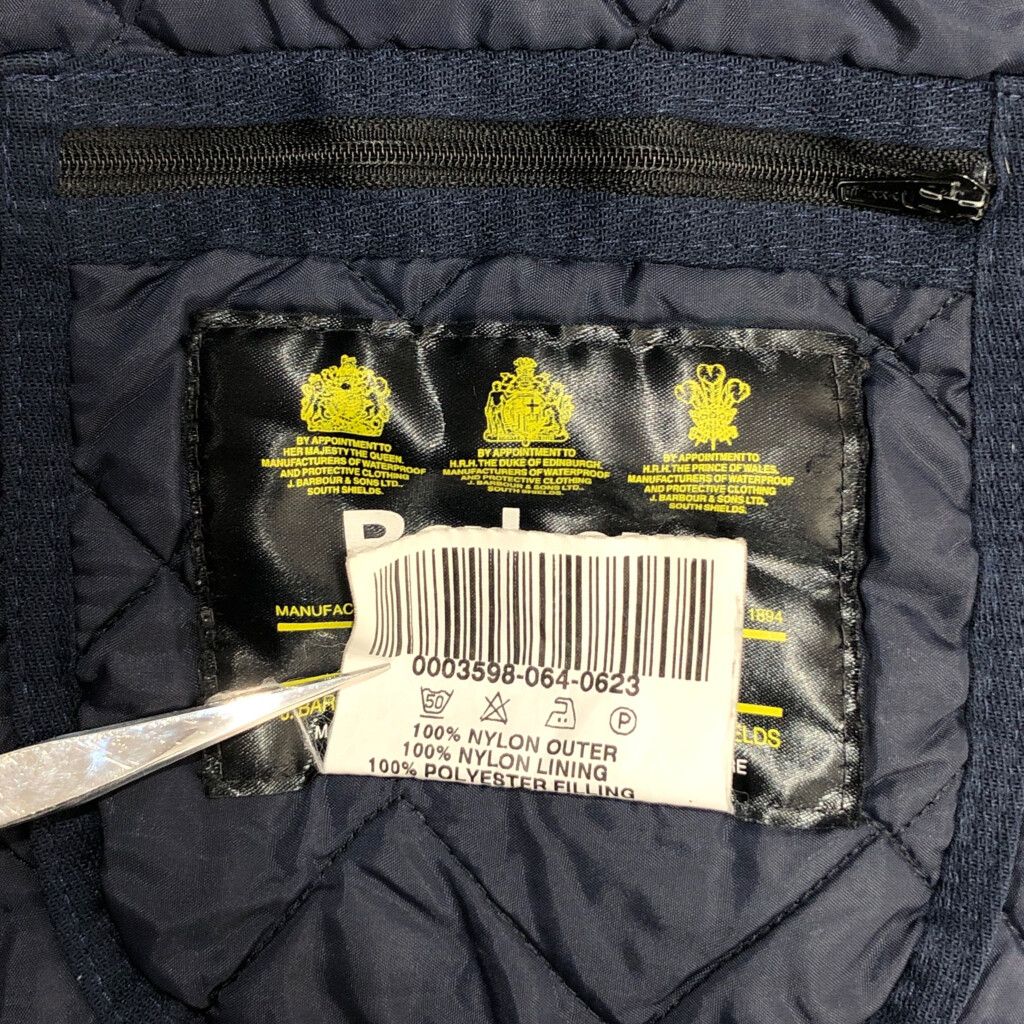 BY APPOINTMENT TO
HER MAJESTY THE QUEEN,
MANUFACTURERS OF WATERPROOF
AND PROTECTIVE CLOTHING
J. BARBOUR & SONS LTD.,
SOUTH SHIELDS.
BY APPOINTMENT TO
H.R.H. THE DUKE OF EDINBURGH,
MANUFACTURERS OF WATERPROOF
AND PROTECTIVE CLOTHING
J. BARBOUR & SONS LTD.,
SOUTH SHIELDS.
BY APPOINTMENT TO
H.R.H. THE PRINCE OF WALES,
MANUFACTURERS OF WATERPROOF
AND PROTECTIVE CLOTHING
J. BARBOUR & SONS LTD.,
SOUTH SHIELDS.
MANUFAC 1894
0003598-064-0623
50 P
100% NYLON OUTER
100% NYLON LINING
100% POLYESTER FILLING